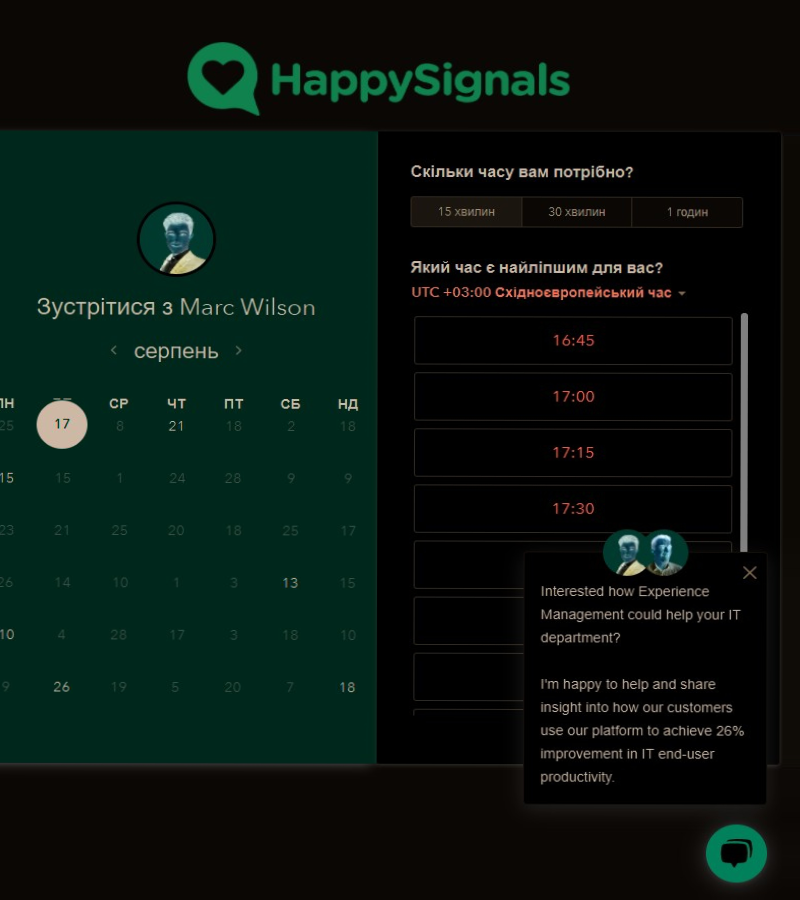 HappySignals
Зустрітися з Marc Wilson
серпень
ПН СР ЧТ ПТ СБ НД
25 17 8 21 18 2 18
15 15 1 24 28 9 9
23 21 25 20 18 25 17
26 14 10 1 3 13 15
10 4 28 17 3 18 10
9 26 19 5 20 7 18
Скільки часу вам потрібно?
15 хвилин 30 хвилин 1 годин
Який час є найліпшим для вас?
UTC +03:00 Східноєвропейський час
16:45
17:00
17:15
17:30
Interested how Experience
Management could help your IT
department?
I'm happy to help and share
insight into how our customers
use our platform to achieve 26%
improvement in IT end-user
productivity.